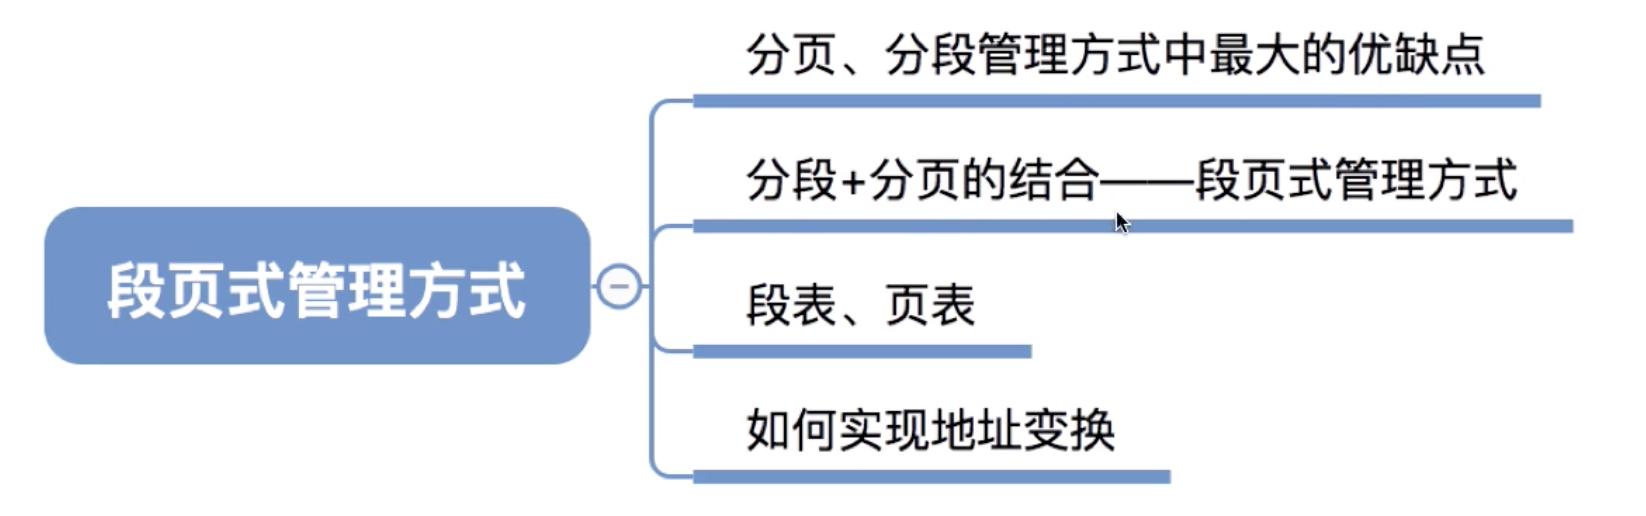 分页、分段管理方式中最大的优缺点
分段+分页的结合——段页式管理方式
段页式管理方式
段表、页表
如何实现地址变换